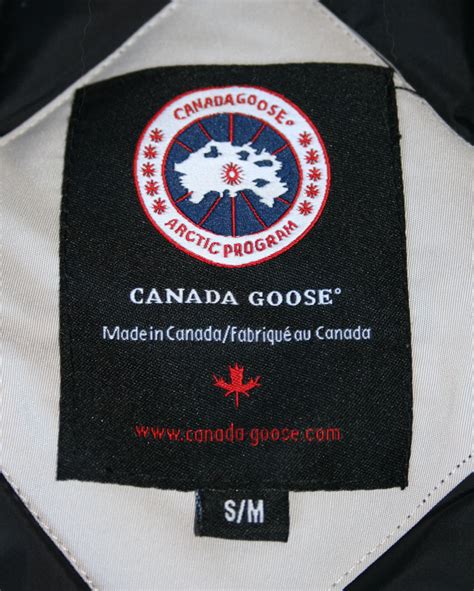 CANADA GOOSE®
ARCTIC PROGRAM
CANADA GOOSE®
Made in Canada/Fabriqué au Canada
www.canada-goose.com
S/M